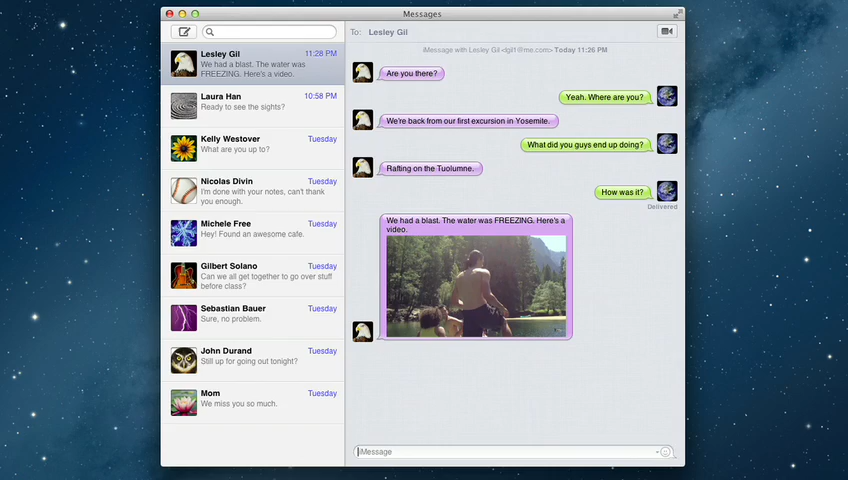 Messages
Lesley Gil 11:28 PM
We had a blast. The water was
FREEZING. Here's a video.
Laura Han 10:58 PM
Ready to see the sights?
Kelly Westover Tuesday
What are you up to?
Nicolas Divin Tuesday
I'm done with your notes, can't thank
you enough.
Michele Free Tuesday
Hey! Found an awesome cafe.
Gilbert Solano Tuesday
Can we all get together to go over stuff
before class?
Sebastian Bauer Tuesday
Sure, no problem.
John Durand Tuesday
Still up for going out tonight?
Mom Tuesday
We miss you so much.
To: Lesley Gil
iMessage with Lesley Gil <lgil1@me.com> Today 11:26 PM
Are you there?
Yeah. Where are you?
We're back from our first excursion in Yosemite.
What did you guys end up doing?
Rafting on the Tuolumne.
How was it?
Delivered
We had a blast. The water was FREEZING. Here's a
video.
iMessage